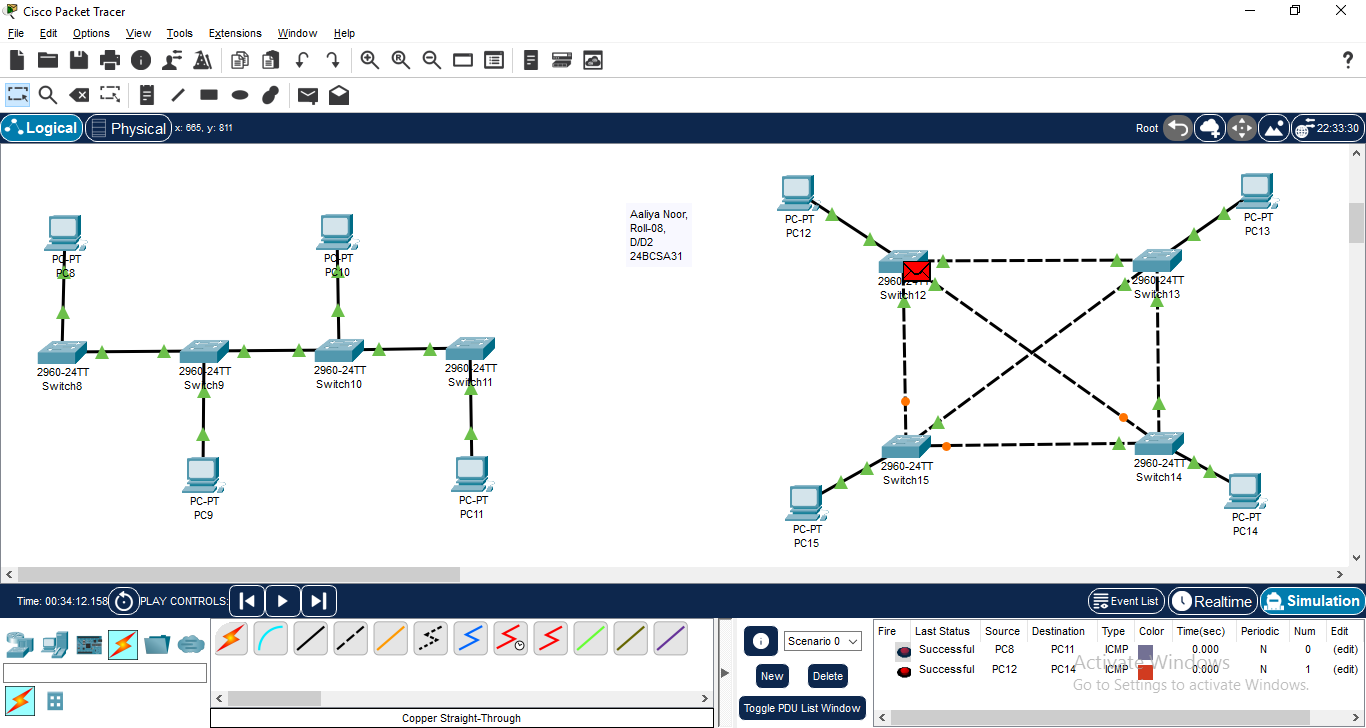 Cisco Packet Tracer
File Edit Options View Tools Extensions Window Help
?
Logical Physical x: 665, y: 811 Root 22:33:30
PC-PT
PC8
PC-PT
PC10
2960-24TT
Switch8
2960-24TT
Switch9
2960-24TT
Switch10
2960-24TT
Switch11
PC-PT
PC9
PC-PT
PC11
Aaliya Noor,
Roll-08,
D/D2
24BCSA31
PC-PT
PC12
PC-PT
PC13
2960-24TT
Switch12
2960-24TT
Switch13
2960-24TT
Switch15
2960-24TT
Switch14
PC-PT
PC15
PC-PT
PC14
Time: 00:34:12.158 PLAY CONTROLS: Event List Realtime Simulation
Copper Straight-Through
Scenario 0
New Delete
Toggle PDU List Window
Fire Last Status Source Destination Type Color Time(sec) Periodic Num Edit
Successful PC8 PC11 ICMP 0.000 N 0 (edit)
Successful PC12 PC14 ICMP 0.000 N 1 (edit)
Activate Windows
Go to Settings to activate Windows.